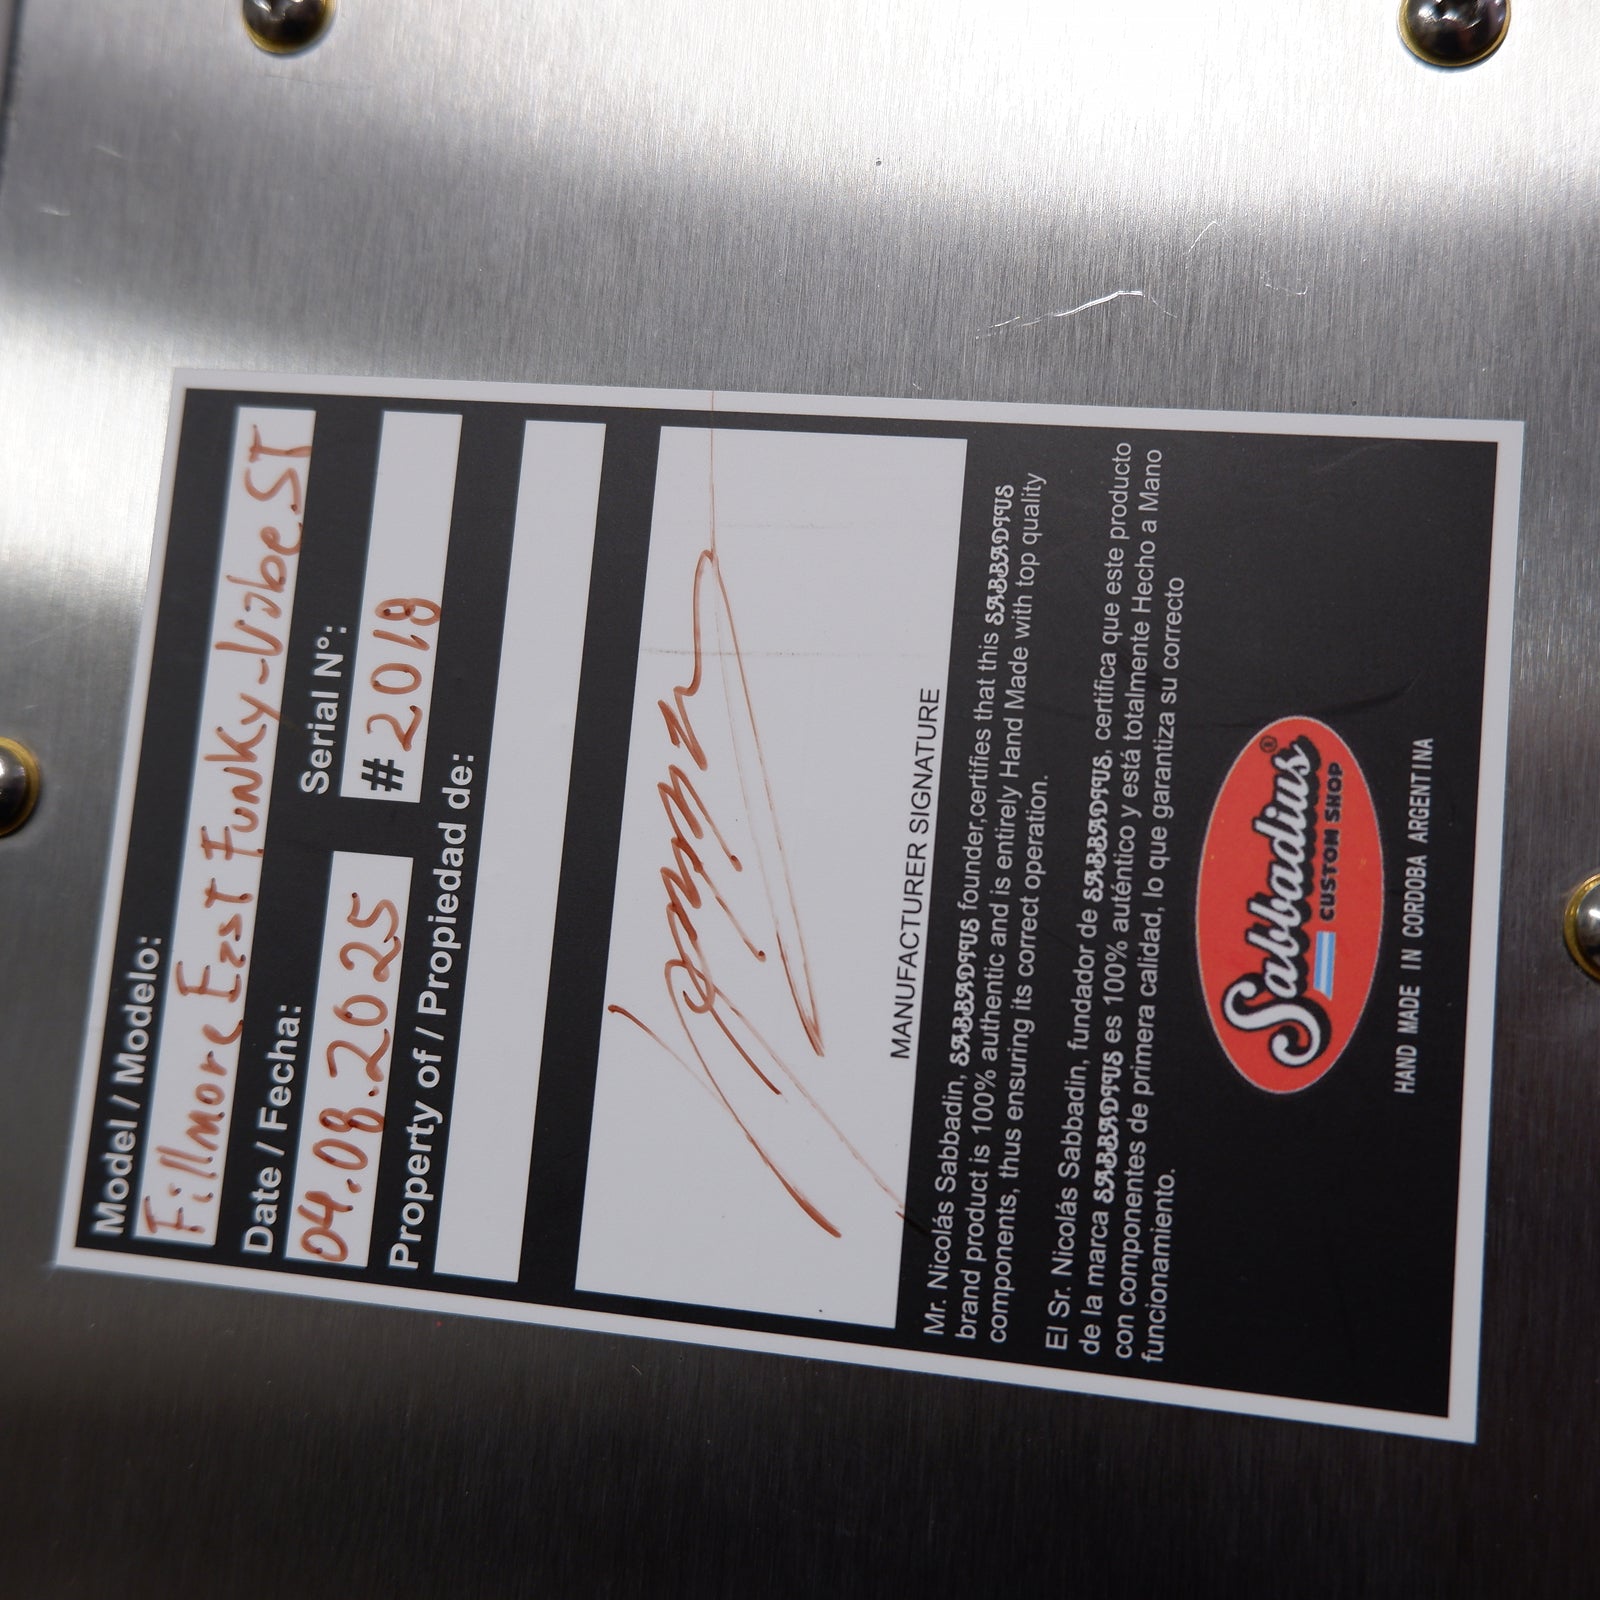 Model / Modelo:
Fillmore East Funky-Vibe ST
Date / Fecha:
Serial N°:
04.08.2025
# 2018
Property of / Propiedad de:
MANUFACTURER SIGNATURE
Mr. Nicolás Sabbadin, SABBADIUS founder,certifies that this SABBADIUS
brand product is 100% authentic and is entirely Hand Made with top quality
components, thus ensuring its correct operation.
El Sr. Nicolás Sabbadin, fundador de SABBADIUS, certifica que este producto
de la marca SABBADIUS es 100% auténtico y está totalmente Hecho a Mano
con componentes de primera calidad, lo que garantiza su correcto
funcionamiento.
Sabbadius®
CUSTOM SHOP
HAND MADE IN CORDOBA ARGENTINA